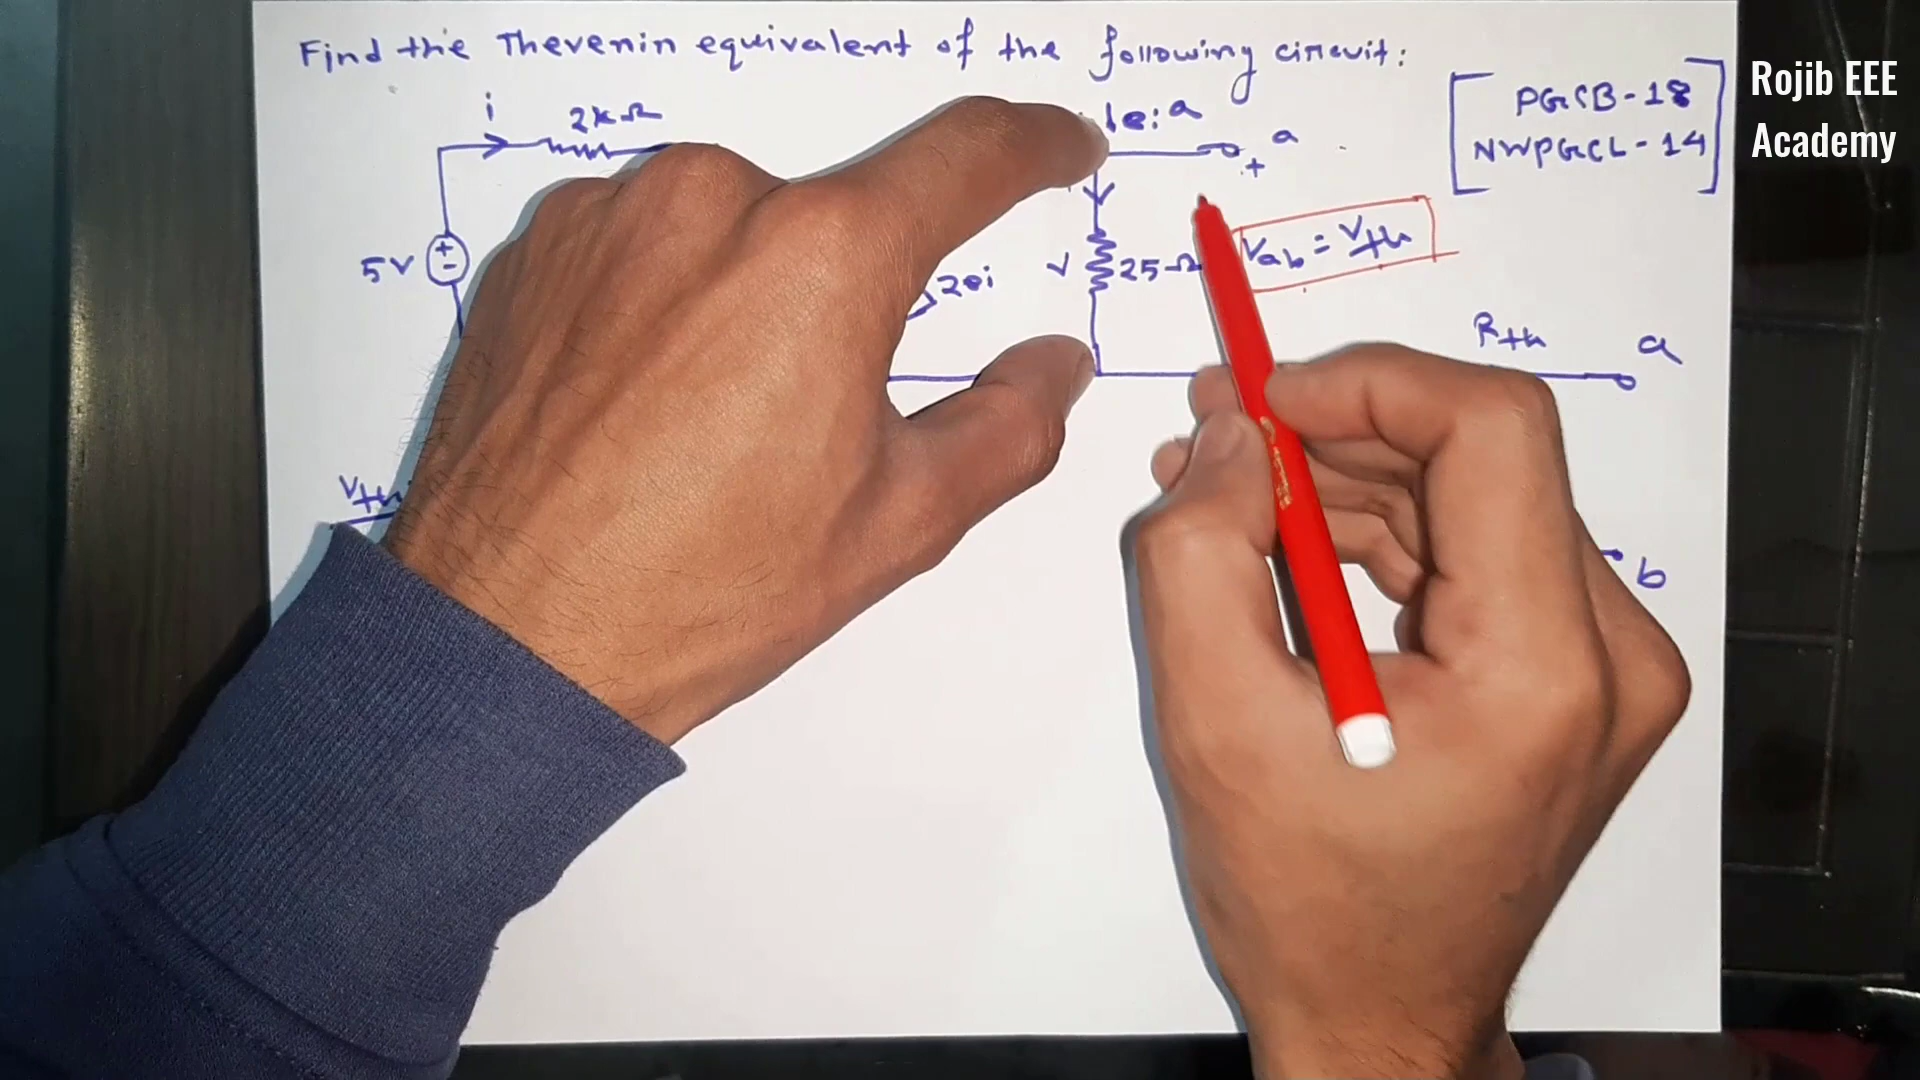 Find the Thevenin equivalent of the following circuit:
Rojib EEE
Academy
PGCB-18
NWPGCL-14
i
2kΩ
a
a
+
5V
+
-
20i
V
25Ω
Vab = Vth
Rth
a
Vth
b